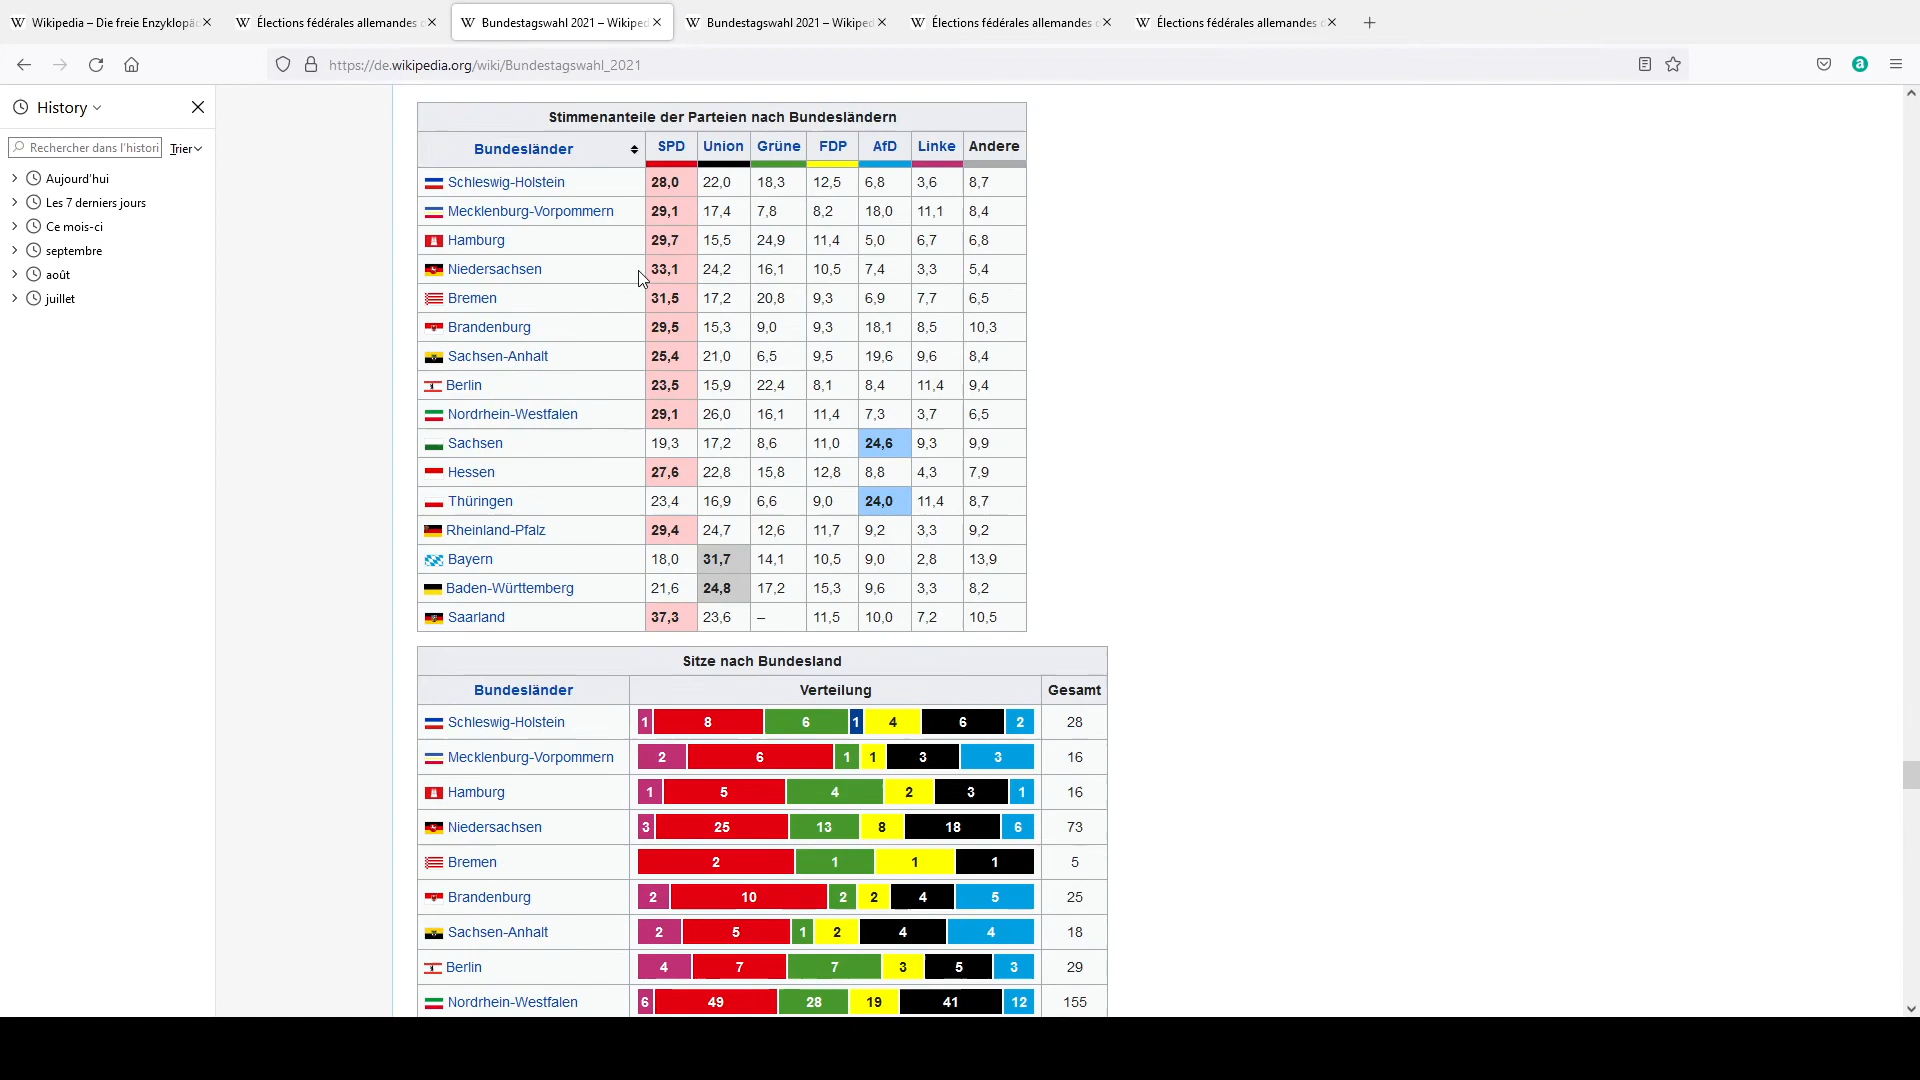 Wikipedia – Die freie Enzyklopäd
Élections fédérales allemandes
Bundestagswahl 2021 – Wikiped
Bundestagswahl 2021 – Wikiped
Élections fédérales allemandes
Élections fédérales allemandes
https://de.wikipedia.org/wiki/Bundestagswahl_2021
a
History
Rechercher dans l'histori
Trier
Aujourd'hui
Les 7 derniers jours
Ce mois-ci
septembre
août
juillet
Stimmenanteile der Parteien nach Bundesländern
Bundesländer SPD Union Grüne FDP AfD Linke Andere
Schleswig-Holstein 28,0 22,0 18,3 12,5 6,8 3,6 8,7
Mecklenburg-Vorpommern 29,1 17,4 7,8 8,2 18,0 11,1 8,4
Hamburg 29,7 15,5 24,9 11,4 5,0 6,7 6,8
Niedersachsen 33,1 24,2 16,1 10,5 7,4 3,3 5,4
Bremen 31,5 17,2 20,8 9,3 6,9 7,7 6,5
Brandenburg 29,5 15,3 9,0 9,3 18,1 8,5 10,3
Sachsen-Anhalt 25,4 21,0 6,5 9,5 19,6 9,6 8,4
Berlin 23,5 15,9 22,4 8,1 8,4 11,4 9,4
Nordrhein-Westfalen 29,1 26,0 16,1 11,4 7,3 3,7 6,5
Sachsen 19,3 17,2 8,6 11,0 24,6 9,3 9,9
Hessen 27,6 22,8 15,8 12,8 8,8 4,3 7,9
Thüringen 23,4 16,9 6,6 9,0 24,0 11,4 8,7
Rheinland-Pfalz 29,4 24,7 12,6 11,7 9,2 3,3 9,2
Bayern 18,0 31,7 14,1 10,5 9,0 2,8 13,9
Baden-Württemberg 21,6 24,8 17,2 15,3 9,6 3,3 8,2
Saarland 37,3 23,6 – 11,5 10,0 7,2 10,5
Sitze nach Bundesland
Bundesländer Verteilung Gesamt
Schleswig-Holstein 1 8 6 1 4 6 2 28
Mecklenburg-Vorpommern 2 6 1 1 3 3 16
Hamburg 1 5 4 2 3 1 16
Niedersachsen 3 25 13 8 18 6 73
Bremen 2 1 1 1 5
Brandenburg 2 10 2 2 4 5 25
Sachsen-Anhalt 2 5 1 2 4 4 18
Berlin 4 7 7 3 5 3 29
Nordrhein-Westfalen 6 49 28 19 41 12 155